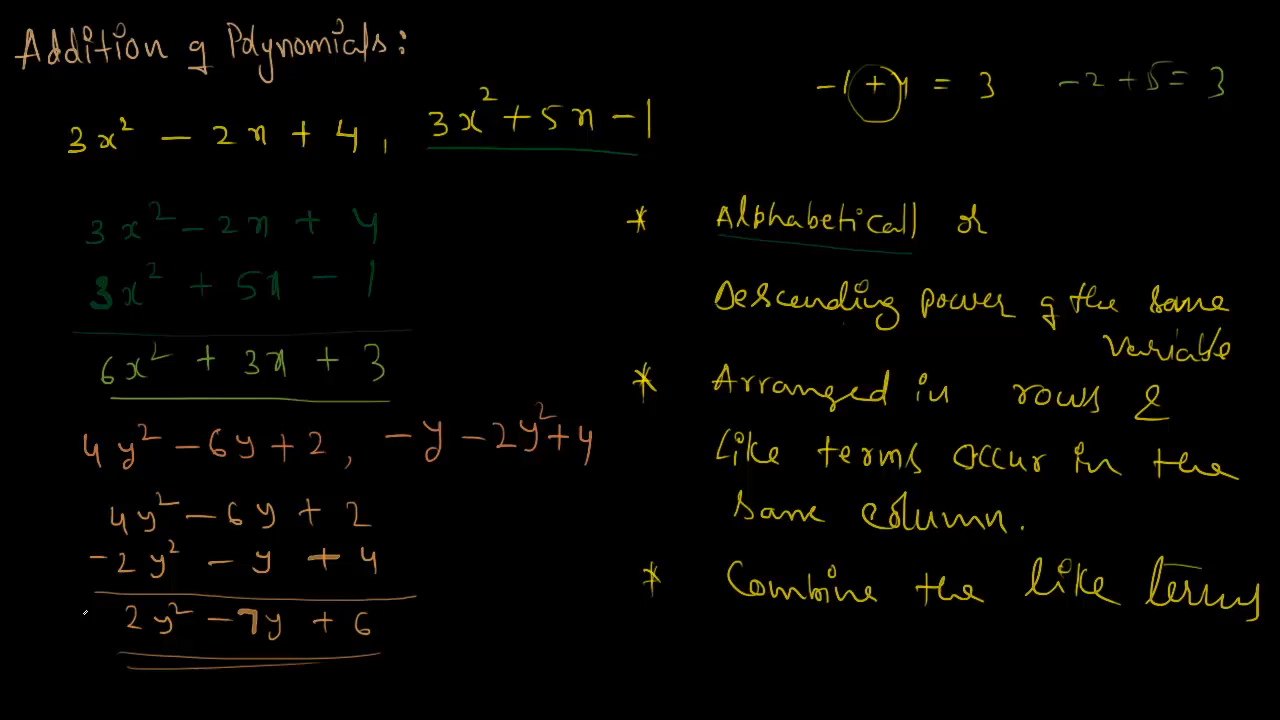 Addition of Polynomials:
3x² - 2x + 4, 3x² + 5x - 1
3x² - 2x + 4
3x² + 5x - 1
6x² + 3x + 3
4y² - 6y + 2, - y - 2y² + 4
4y² - 6y + 2
- 2y² - y + 4
2y² - 7y + 6
-1 + 4 = 3 -2 + 5 = 3
* Alphabetical or
Descending power of the same
variable
* Arranged in rows &
like terms occur in the
same column.
* Combine the like terms